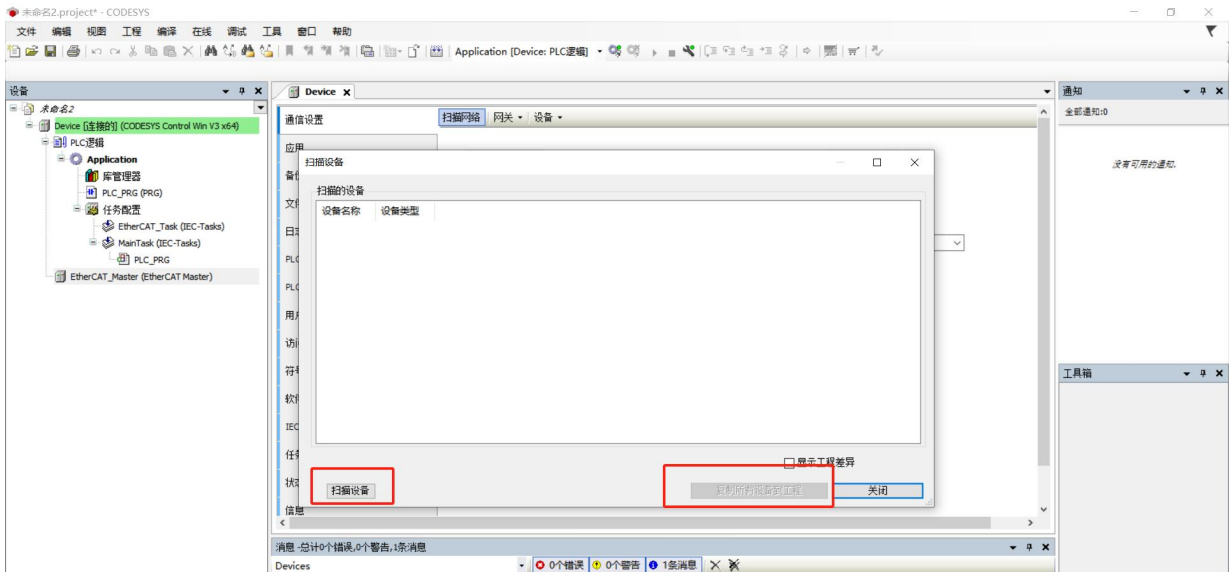 未命名2.project* - CODESYS
文件 编辑 视图 工程 编译 在线 调试 工具 窗口 帮助
Application [Device: PLC逻辑]
设备
未命名2
Device [连接的] (CODESYS Control Win V3 x64)
PLC逻辑
Application
库管理器
PLC_PRG (PRG)
任务配置
EtherCAT_Task (IEC-Tasks)
MainTask (IEC-Tasks)
PLC_PRG
EtherCAT_Master (EtherCAT Master)
Device
通信设置
扫描网络 网关 设备
应用
扫描设备
扫描的设备
设备名称 设备类型
PLC
访问
IEC
显示工程差异
扫描设备
复制所有设备到工程 关闭
信息
消息 -总计0个错误,0个警告,1条消息
Devices
0个错误 0个警告 1条消息
通知
全部通知:0
没有可用的通知.
工具箱